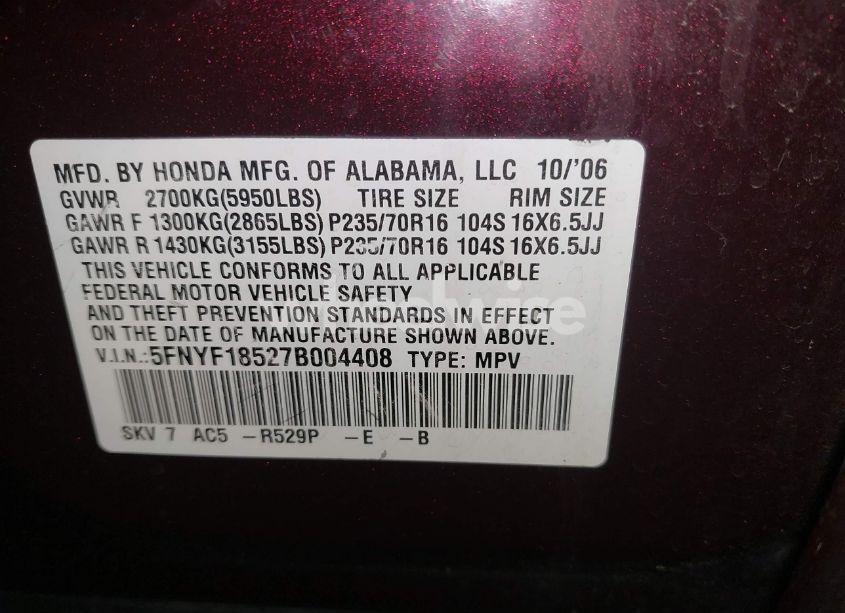 MFD. BY HONDA MFG. OF ALABAMA, LLC 10/'06
GVWR 2700KG(5950LBS) TIRE SIZE RIM SIZE
GAWR F 1300KG(2865LBS) P235/70R16 104S 16X6.5JJ
GAWR R 1430KG(3155LBS) P235/70R16 104S 16X6.5JJ
THIS VEHICLE CONFORMS TO ALL APPLICABLE
FEDERAL MOTOR VEHICLE SAFETY
AND THEFT PREVENTION STANDARDS IN EFFECT
ON THE DATE OF MANUFACTURE SHOWN ABOVE.
V.I.N.:5FNYF18527B004408 TYPE: MPV
SKV 7 AC5 -R529P -E -B